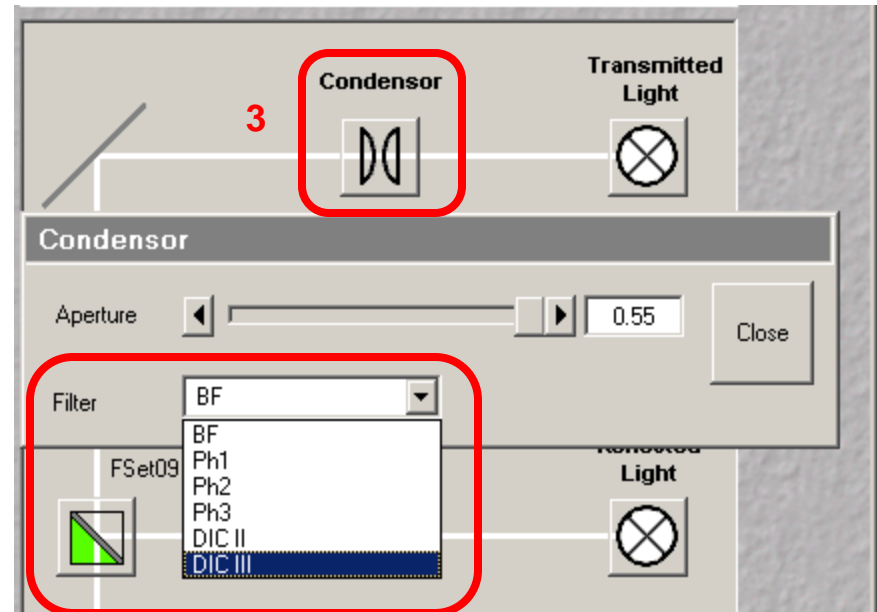 Condensor
Transmitted
Light
3
Condensor
Aperture
0.55
Close
Filter
BF
BF
Ph1
Ph2
Ph3
DIC II
DIC III
FSet09
Light